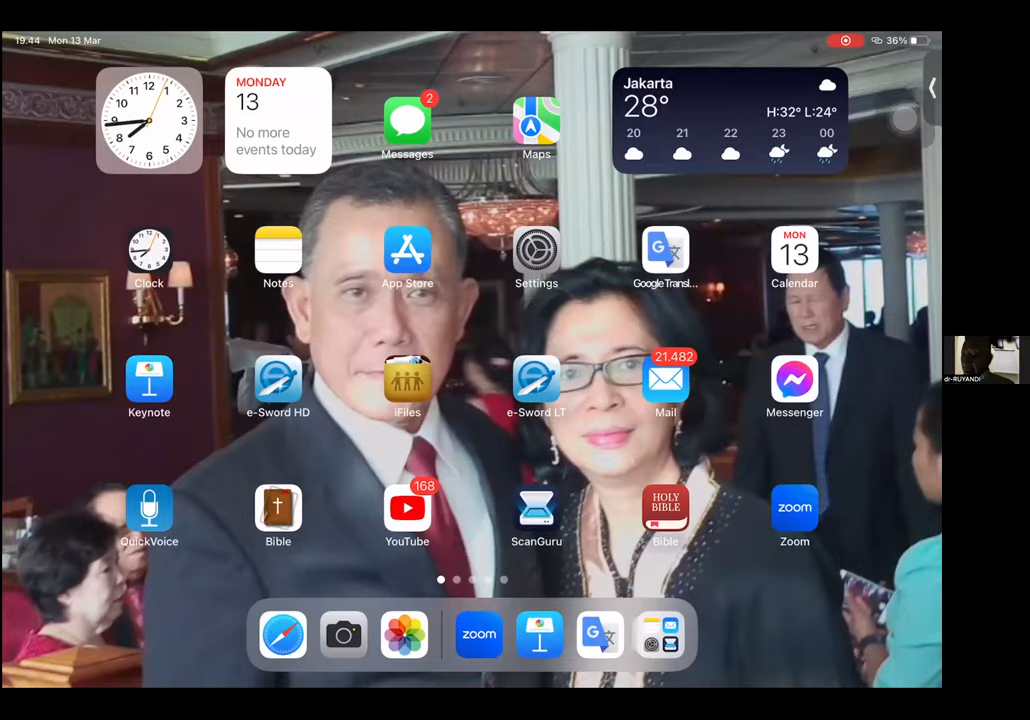 19.44 Mon 13 Mar
36%
MONDAY
13
No more
events today
2
Messages
Maps
Jakarta
28°
H:32° L:24°
20 21 22 23 00
Clock
Notes
App Store
Settings
Google Transl...
MON
13
Calendar
Keynote
e-Sword HD
iFiles
e-Sword LT
21.482
Mail
Messenger
QuickVoice
Bible
168
YouTube
ScanGuru
HOLY
BIBLE
Bible
zoom
Zoom
zoom
dr-RUYANDI